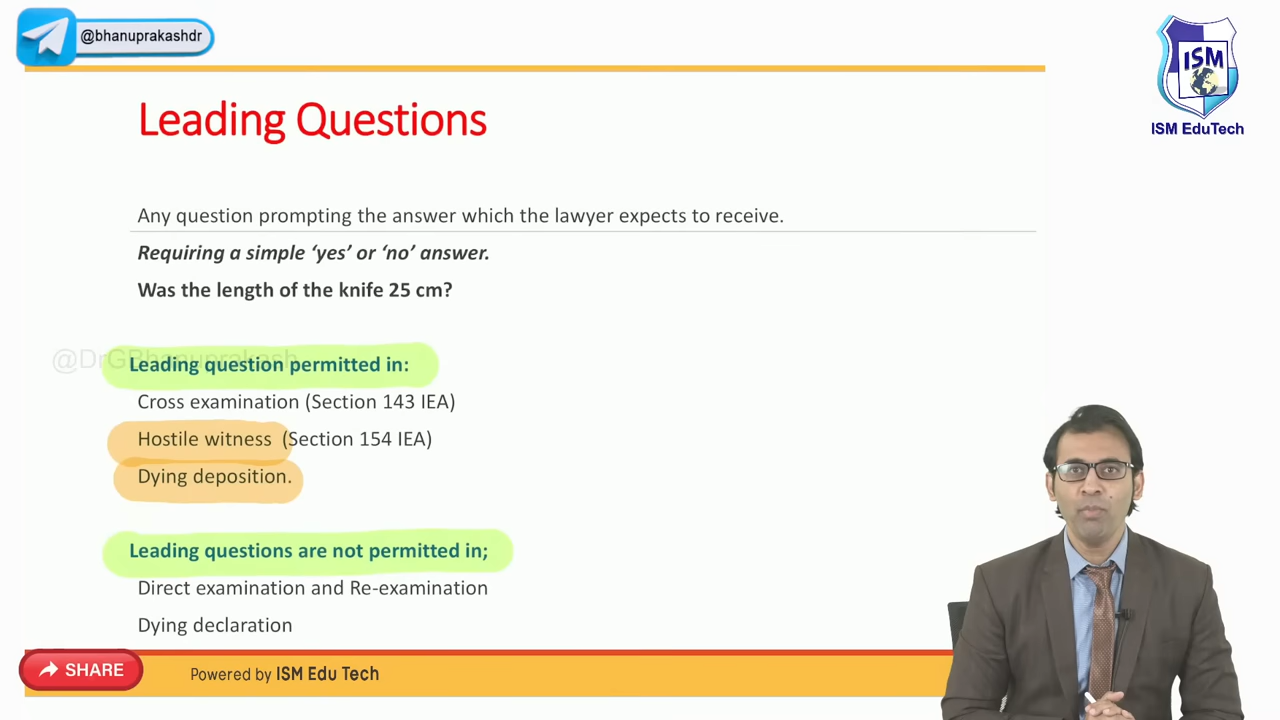 @bhanuprakashdr
ISM
ISM EduTech
Leading Questions
Any question prompting the answer which the lawyer expects to receive.
Requiring a simple ‘yes’ or ‘no’ answer.
Was the length of the knife 25 cm?
@DrGBhanuprakash
Leading question permitted in:
Cross examination (Section 143 IEA)
Hostile witness (Section 154 IEA)
Dying deposition.
Leading questions are not permitted in;
Direct examination and Re-examination
Dying declaration
SHARE
Powered by ISM Edu Tech